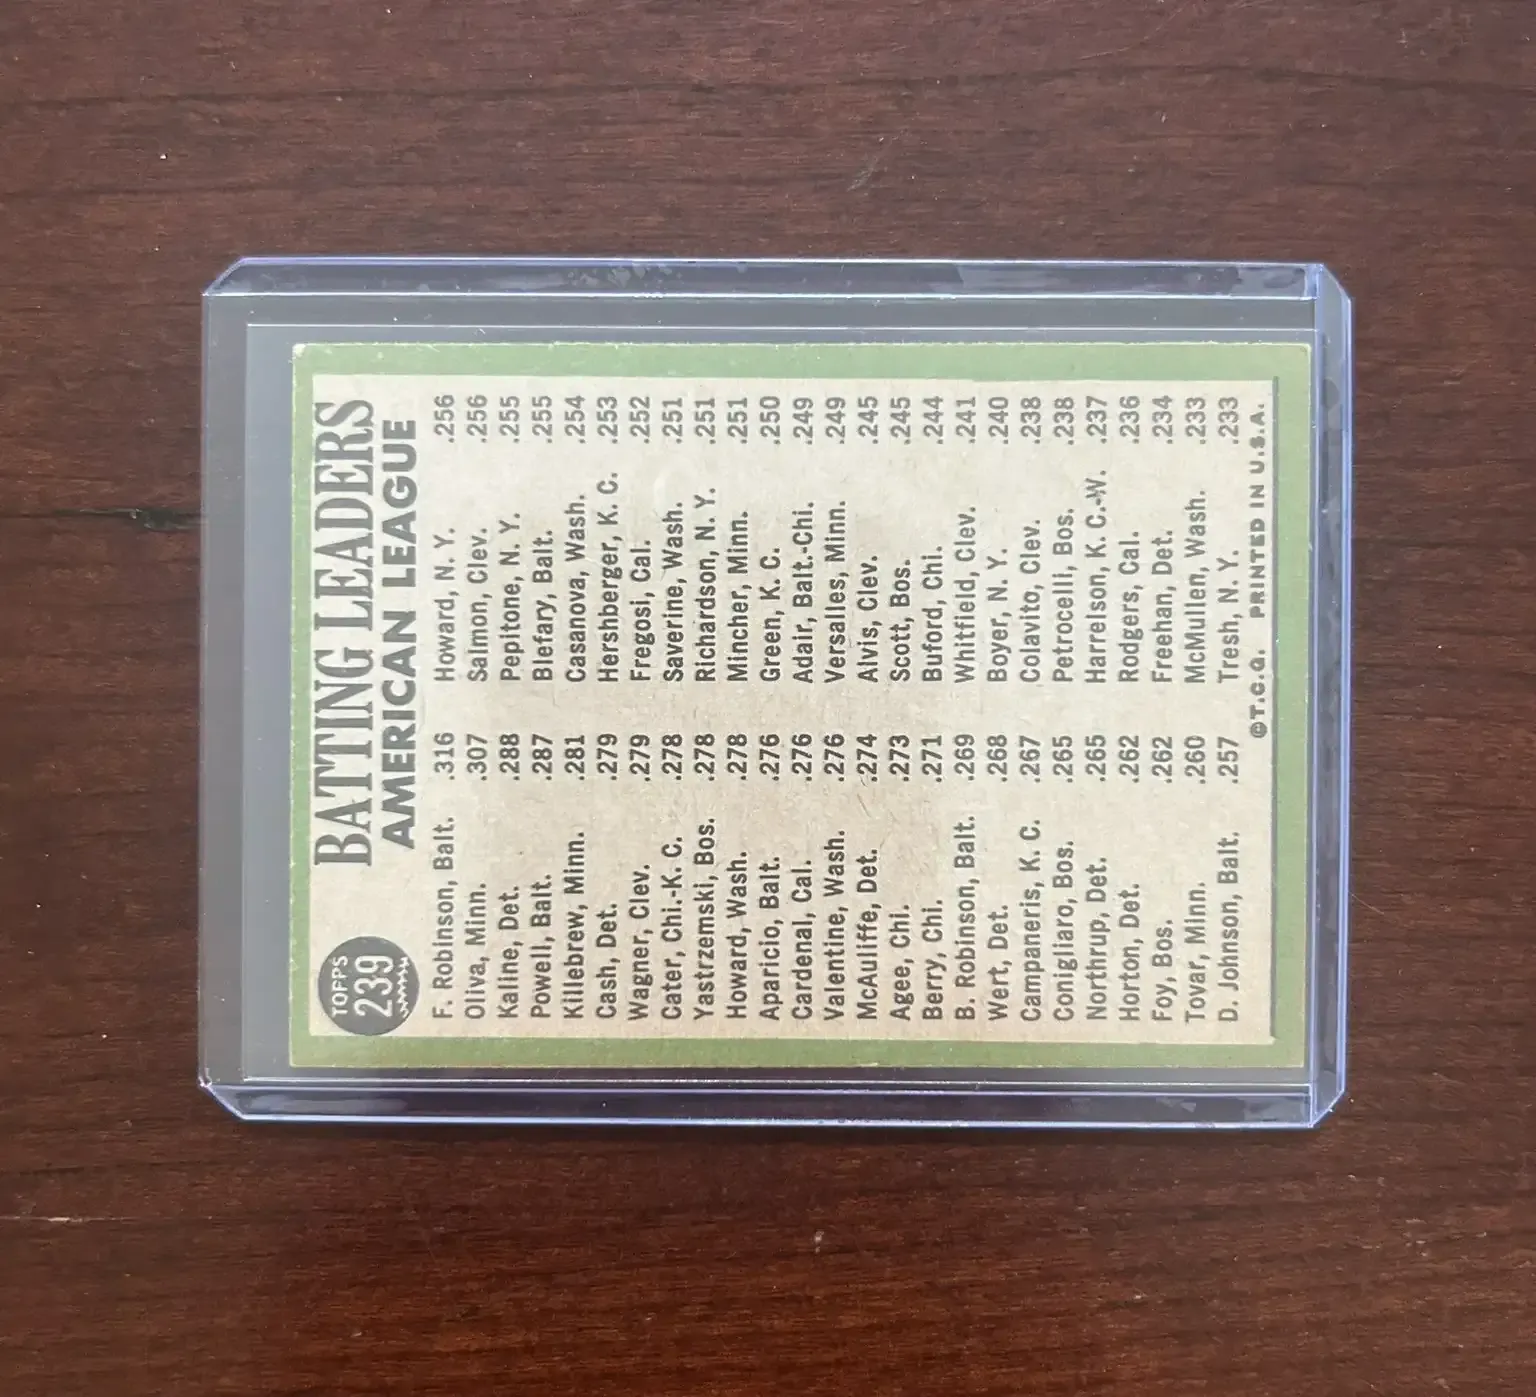 TOPPS
239
BATTING LEADERS
AMERICAN LEAGUE
F. Robinson, Balt. .316 Howard, N. Y. .256
Oliva, Minn. .307 Salmon, Clev. .256
Kaline, Det. .288 Pepitone, N. Y. .255
Powell, Balt. .287 Blefary, Balt. .255
Killebrew, Minn. .281 Casanova, Wash. .254
Cash, Det. .279 Hershberger, K. C. .253
Wagner, Clev. .279 Fregosi, Cal. .252
Cater, Chi.-K. C. .278 Saverine, Wash. .251
Yastrzemski, Bos. .278 Richardson, N. Y. .251
Howard, Wash. .278 Mincher, Minn. .251
Aparicio, Balt. .276 Green, K. C. .250
Cardenal, Cal. .276 Adair, Balt.-Chi. .249
Valentine, Wash. .276 Versalles, Minn. .249
McAuliffe, Det. .274 Alvis, Clev. .245
Agee, Chi. .273 Scott, Bos. .245
Berry, Chi. .271 Buford, Chi. .244
B. Robinson, Balt. .269 Whitfield, Clev. .241
Wert, Det. .268 Boyer, N. Y. .240
Campaneris, K. C. .267 Colavito, Clev. .238
Conigliaro, Bos. .265 Petrocelli, Bos. .238
Northrup, Det. .265 Harrelson, K. C.-W. .237
Horton, Det. .262 Rodgers, Cal. .236
Foy, Bos. .262 Freehan, Det. .234
Tovar, Minn. .260 McMullen, Wash. .233
D. Johnson, Balt. .257 Tresh, N. Y. .233
©T.C.G. PRINTED IN U.S.A.